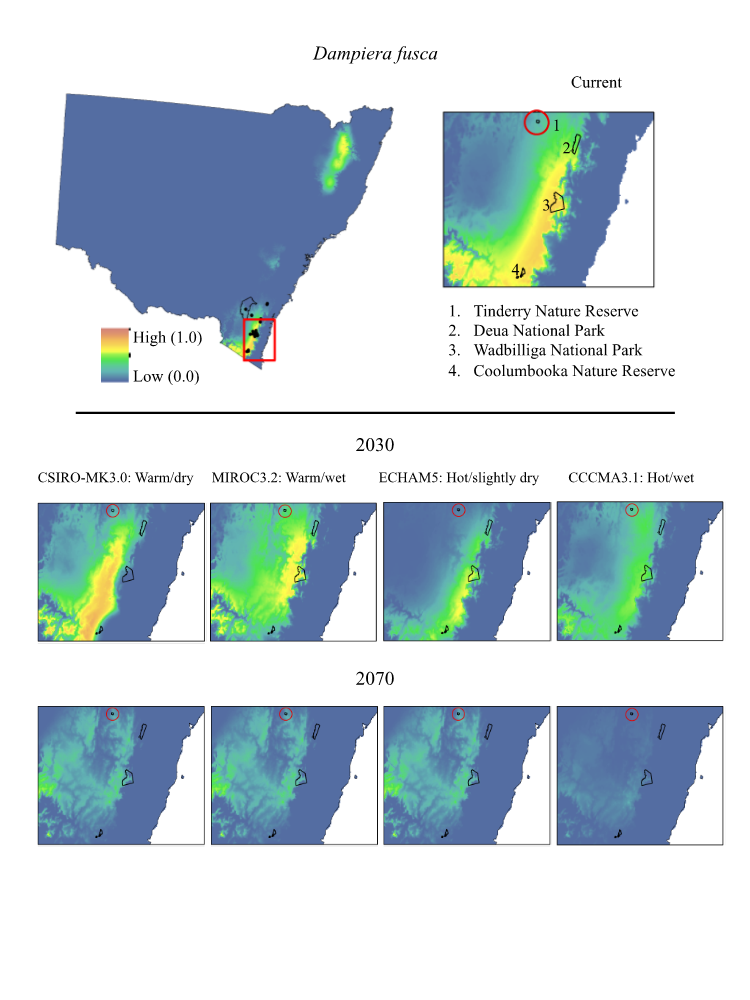 Dampiera fusca
Current
1
2
3
4
High (1.0)
Low (0.0)
1. Tinderry Nature Reserve
2. Deua National Park
3. Wadbilliga National Park
4. Coolumbooka Nature Reserve
2030
CSIRO-MK3.0: Warm/dry MIROC3.2: Warm/wet ECHAM5: Hot/slightly dry CCCMA3.1: Hot/wet
2070